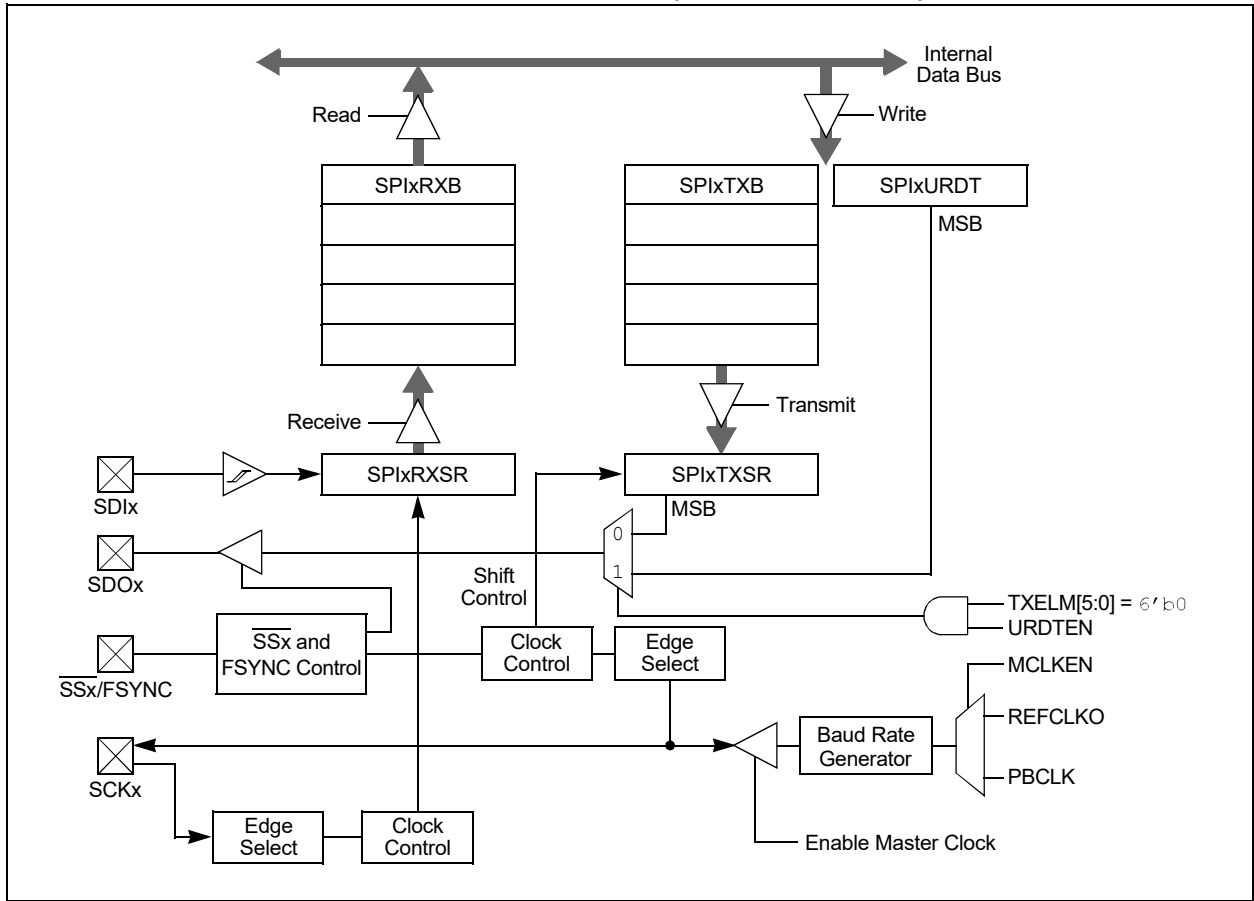 Internal
Data Bus
Read
Write
SPIxRXB
SPIxTXB
SPIxURDT
MSB
Receive
Transmit
SDIx
SPIxRXSR
SPIxTXSR
MSB
0
SDOx
1
Shift
Control
TXELM[5:0] = 6'b0
URDTEN
SSx and
FSYNC Control
Clock
Control
Edge
Select
MCLKEN
SSx/FSYNC
REFCLKO
Baud Rate
Generator
PBCLK
SCKx
Edge
Select
Clock
Control
Enable Master Clock